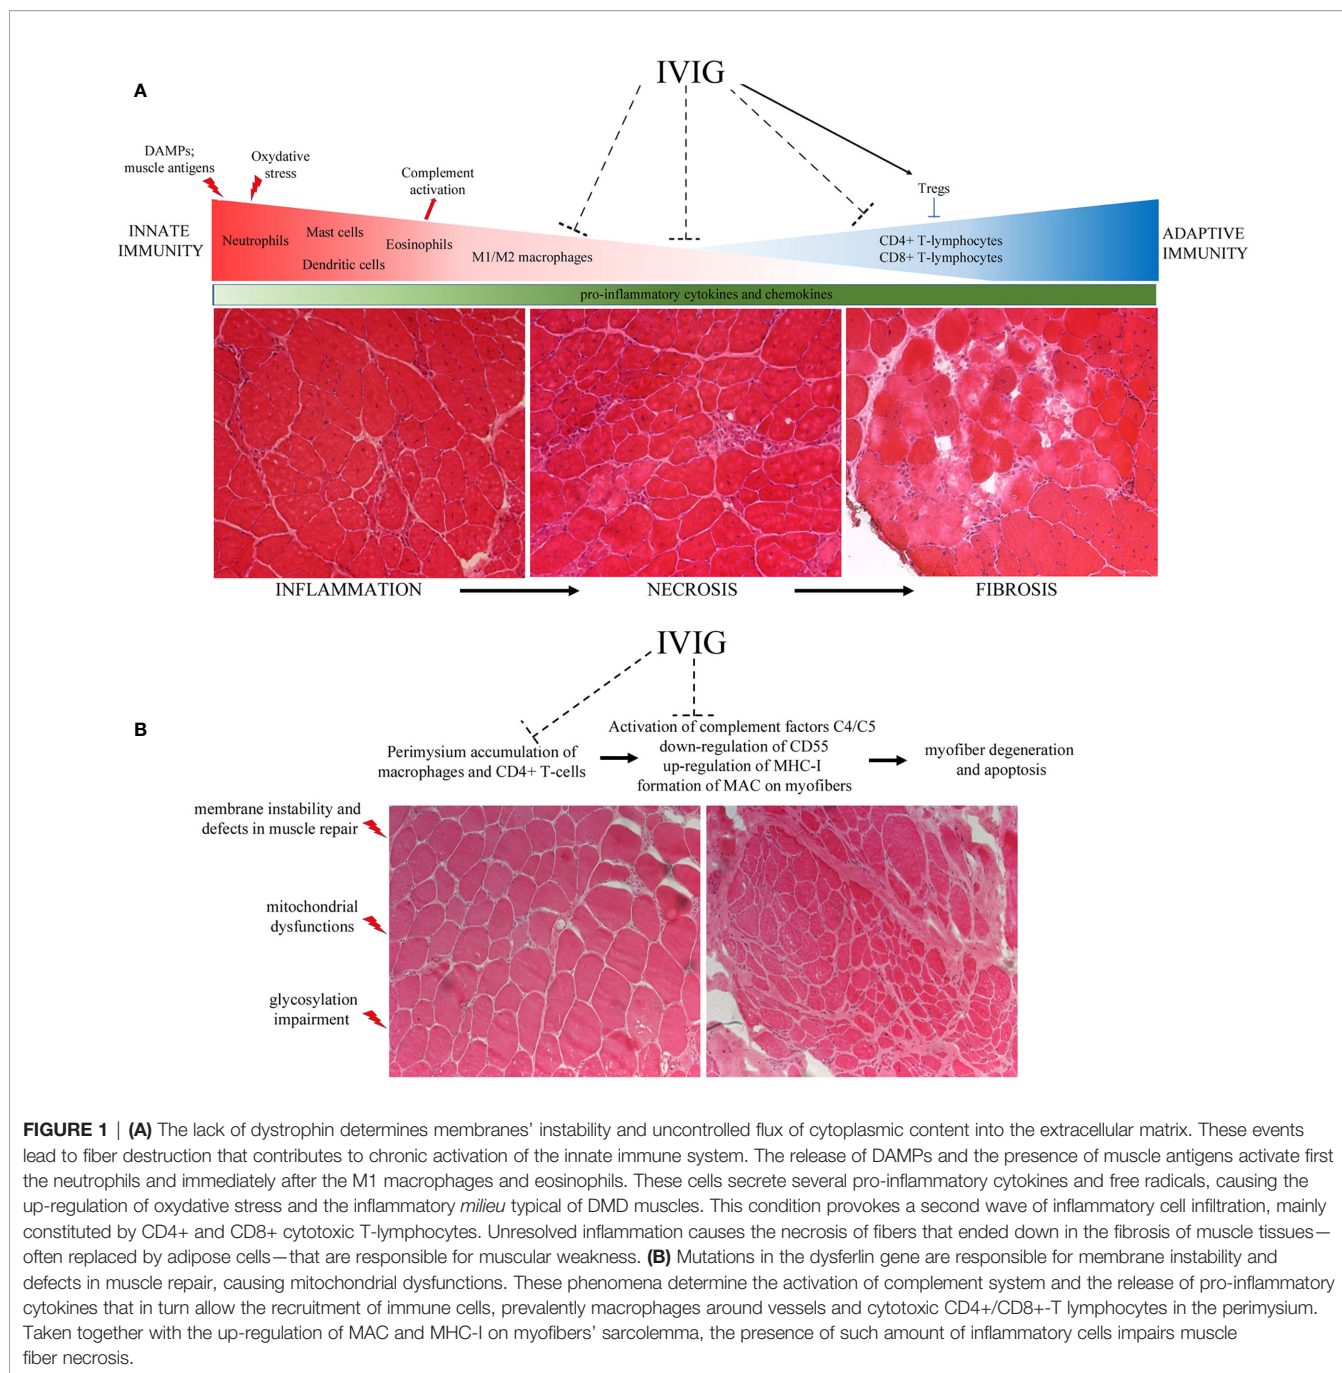 IVIG
A
DAMPs;
muscle antigens
Oxydative
stress
Complement
activation
Tregs
INNATE
IMMUNITY
Neutrophils
Mast cells
Dendritic cells
Eosinophils
M1/M2 macrophages
CD4+ T-lymphocytes
CD8+ T-lymphocytes
ADAPTIVE
IMMUNITY
pro-inflammatory cytokines and chemokines
INFLAMMATION
NECROSIS
FIBROSIS
IVIG
B
Perimysium accumulation of
macrophages and CD4+ T-cells
Activation of complement factors C4/C5
down-regulation of CD55
up-regulation of MHC-I
formation of MAC on myofibers
myofiber degeneration
and apoptosis
membrane instability and
defects in muscle repair
mitochondrial
dysfunctions
glycosylation
impairment
FIGURE 1 | (A) The lack of dystrophin determines membranes’ instability and uncontrolled flux of cytoplasmic content into the extracellular matrix. These events
lead to fiber destruction that contributes to chronic activation of the innate immune system. The release of DAMPs and the presence of muscle antigens activate first
the neutrophils and immediately after the M1 macrophages and eosinophils. These cells secrete several pro-inflammatory cytokines and free radicals, causing the
up-regulation of oxydative stress and the inflammatory milieu typical of DMD muscles. This condition provokes a second wave of inflammatory cell infiltration, mainly
constituted by CD4+ and CD8+ cytotoxic T-lymphocytes. Unresolved inflammation causes the necrosis of fibers that ended down in the fibrosis of muscle tissues—
often replaced by adipose cells—that are responsible for muscular weakness. (B) Mutations in the dysferlin gene are responsible for membrane instability and
defects in muscle repair, causing mitochondrial dysfunctions. These phenomena determine the activation of complement system and the release of pro-inflammatory
cytokines that in turn allow the recruitment of immune cells, prevalently macrophages around vessels and cytotoxic CD4+/CD8+-T lymphocytes in the perimysium.
Taken together with the up-regulation of MAC and MHC-I on myofibers’ sarcolemma, the presence of such amount of inflammatory cells impairs muscle
fiber necrosis.